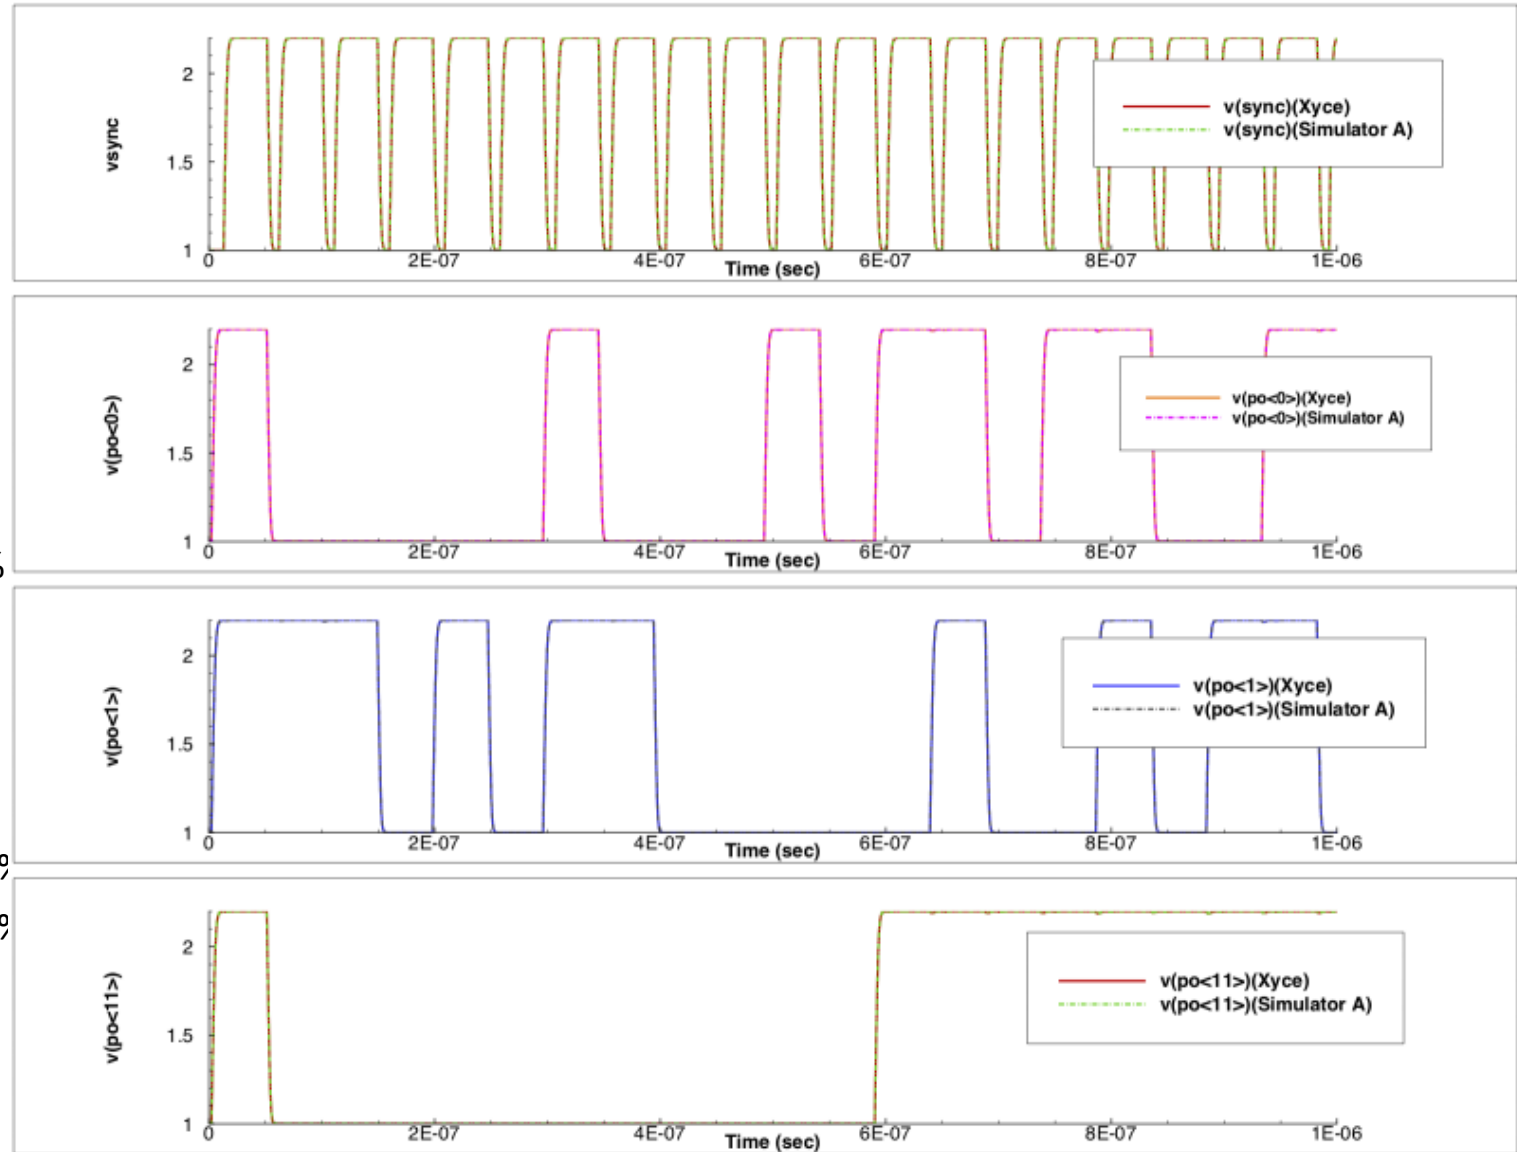 vsync
2
1.5
1
v(sync)(Xyce)
v(sync)(Simulator A)
0 2E-07 4E-07 6E-07 8E-07 1E-06
Time (sec)
v(po<0>)
2
1.5
1
v(po<0>)(Xyce)
v(po<0>)(Simulator A)
0 2E-07 4E-07 6E-07 8E-07 1E-06
Time (sec)
v(po<1>)
2
1.5
1
v(po<1>)(Xyce)
v(po<1>)(Simulator A)
0 2E-07 4E-07 6E-07 8E-07 1E-06
Time (sec)
%
%
v(po<11>)
2
1.5
1
v(po<11>)(Xyce)
v(po<11>)(Simulator A)
0 2E-07 4E-07 6E-07 8E-07 1E-06
Time (sec)